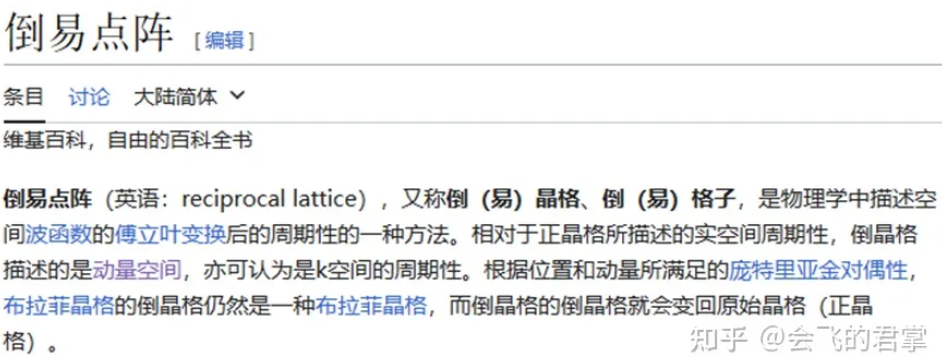 倒易点阵 [编辑]
条目 讨论 大陆简体
维基百科，自由的百科全书
倒易点阵（英语：reciprocal lattice），又称倒（易）晶格、倒（易）格子，是物理学中描述空
间波函数的傅立叶变换后的周期性的一种方法。相对于正晶格所描述的实空间周期性，倒晶格
描述的是动量空间，亦可认为是k空间的周期性。根据位置和动量所满足的庞特里亚金对偶性，
布拉菲晶格的倒晶格仍然是一种布拉菲晶格，而倒晶格的倒晶格就会变回原始晶格（正晶
格）。
知乎 @会飞的君掌